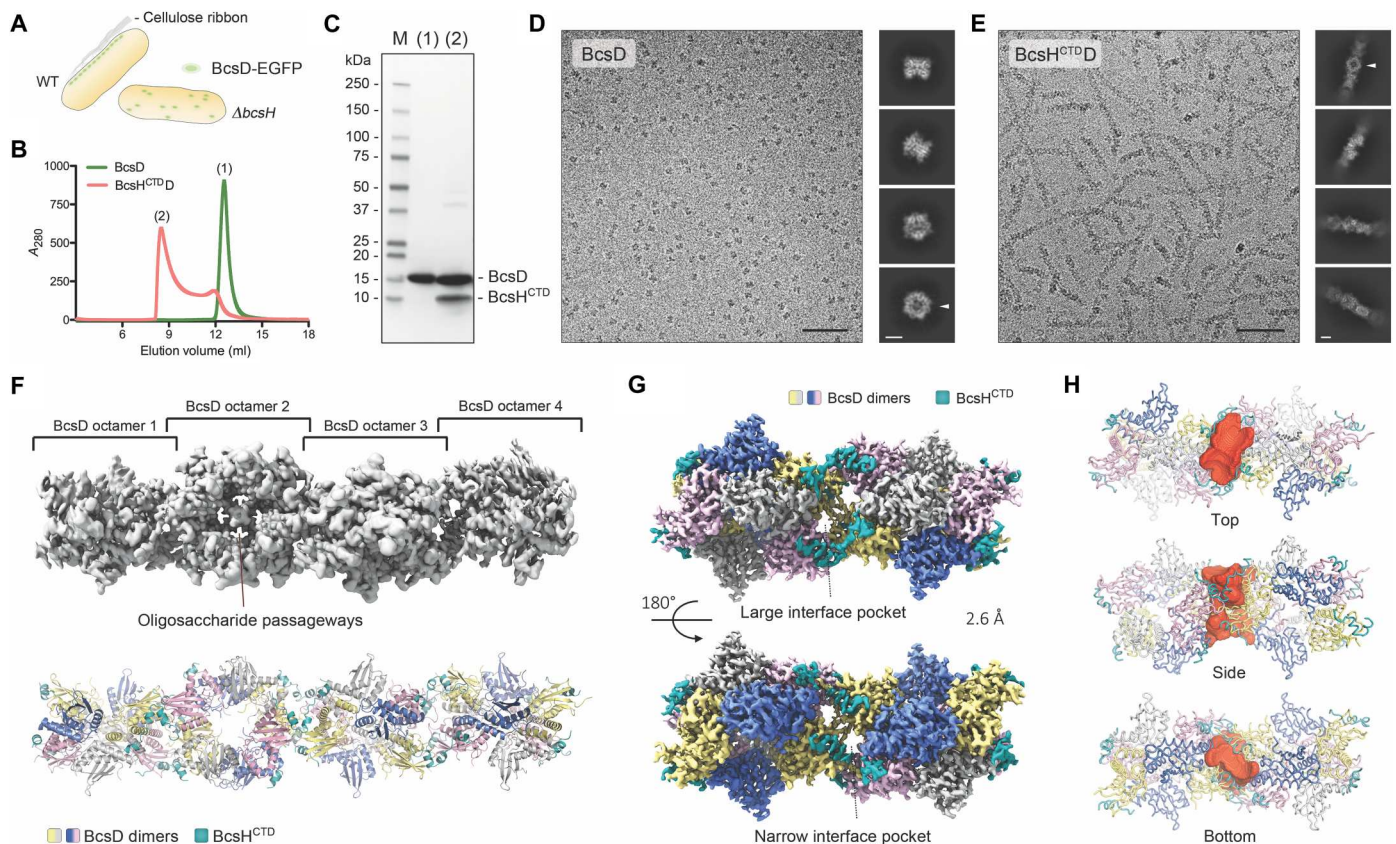 A
- Cellulose ribbon
WT
BcsD-EGFP
ΔbcsH
B
BcsD
BcsH^CTD D
(1)
(2)
1000
750
500
250
0
A280
6 9 12 15 18
Elution volume (ml)
C
M (1) (2)
kDa
250 -
150 -
100 -
75 -
50 -
37 -
25 -
20 -
15 -
10 -
- BcsD
- BcsH^CTD
D
BcsD
E
BcsH^CTD D
F
BcsD octamer 1
BcsD octamer 2
BcsD octamer 3
BcsD octamer 4
Oligosaccharide passageways
BcsD dimers
BcsH^CTD
G
BcsD dimers
BcsH^CTD
180°
Large interface pocket
2.6 Å
Narrow interface pocket
H
Top
Side
Bottom